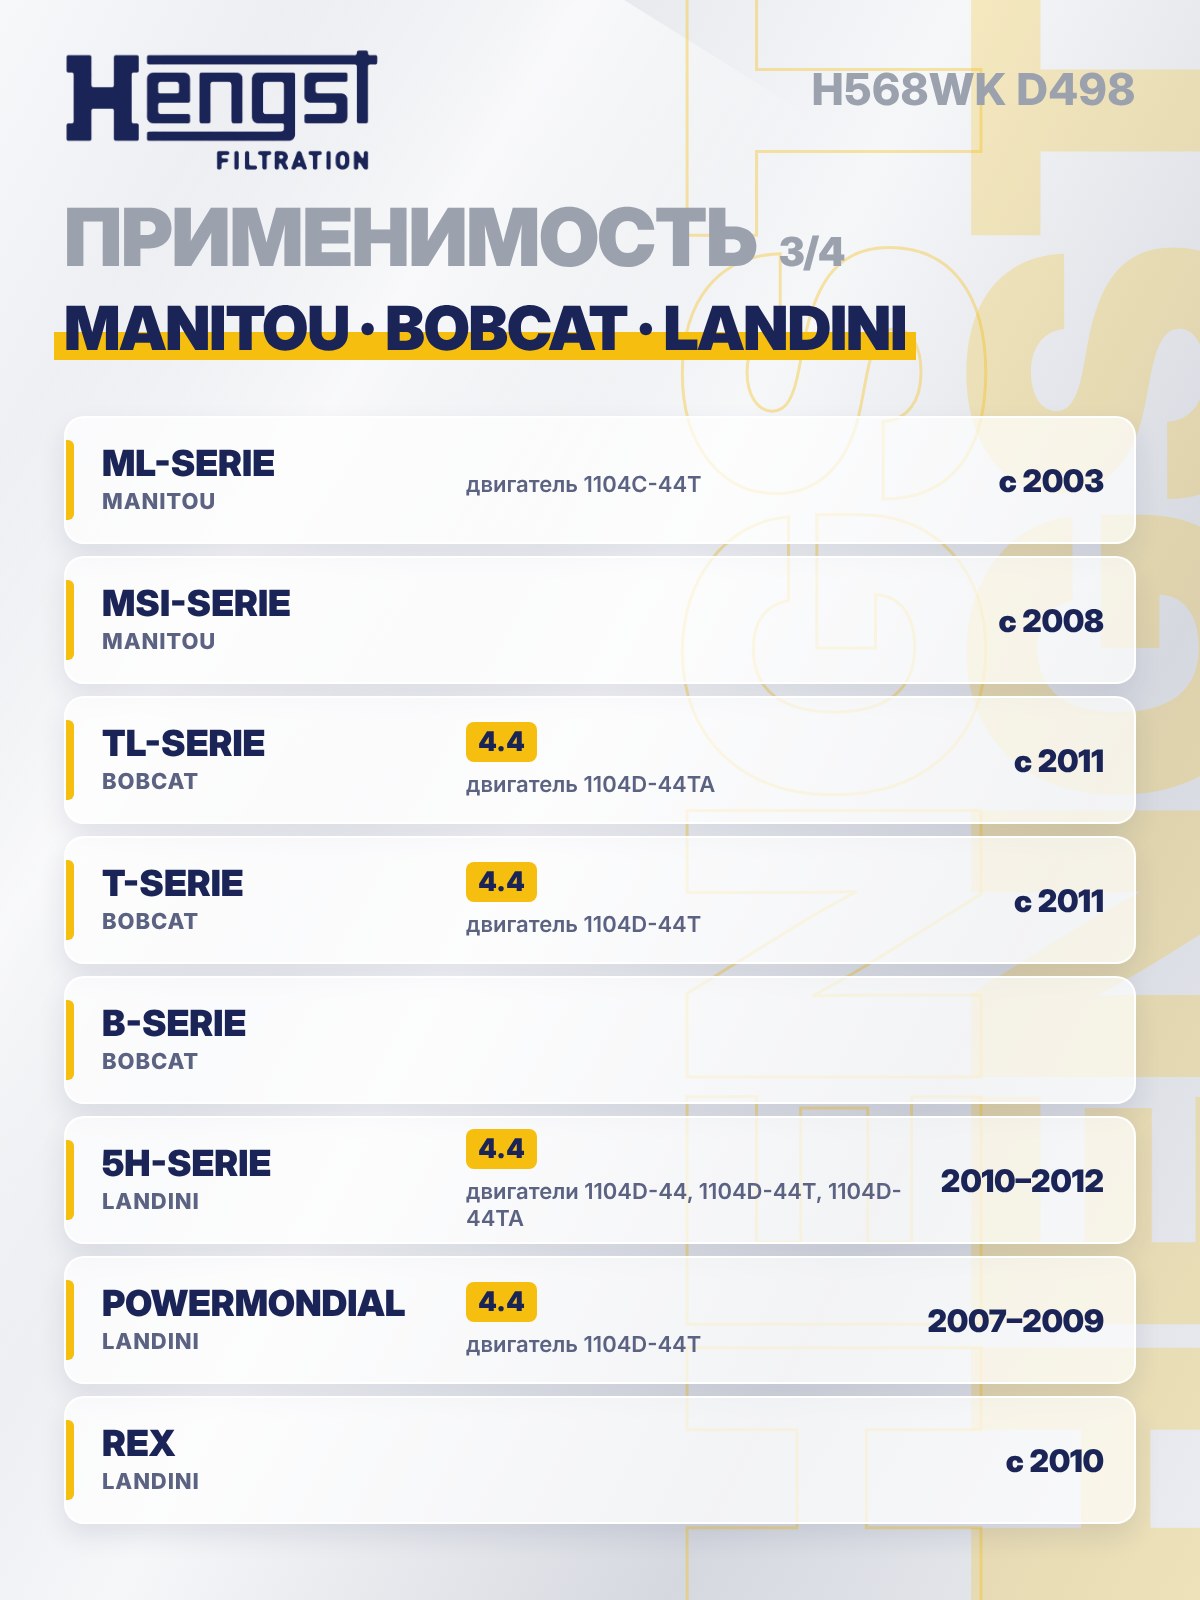 Hengst
FILTRATION
H568WK D498
ПРИМЕНИМОСТЬ 3/4
MANITOU · BOBCAT · LANDINI
ML-SERIE
MANITOU
двигатель 1104C-44T
с 2003
MSI-SERIE
MANITOU
с 2008
TL-SERIE
BOBCAT
4.4
двигатель 1104D-44TA
с 2011
T-SERIE
BOBCAT
4.4
двигатель 1104D-44T
с 2011
B-SERIE
BOBCAT
5H-SERIE
LANDINI
4.4
двигатели 1104D-44, 1104D-44T, 1104D-
44TA
2010–2012
POWERMONDIAL
LANDINI
4.4
двигатель 1104D-44T
2007–2009
REX
LANDINI
с 2010
HENGST
HENGST